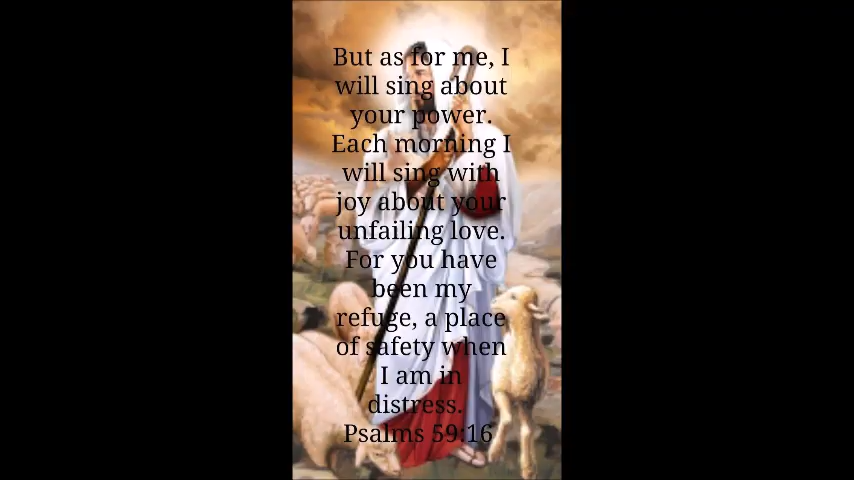 But as for me, I
will sing about
your power.
Each morning I
will sing with
joy about your
unfailing love.
For you have
been my
refuge, a place
of safety when
I am in
distress.
Psalms 59:16